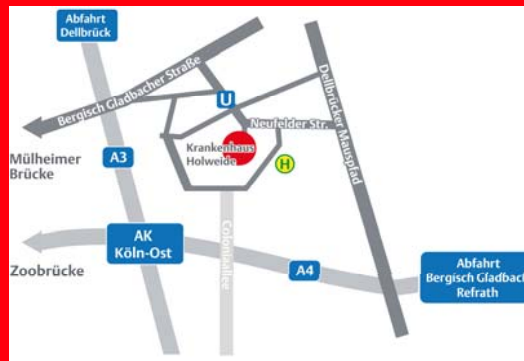 Abfahrt
Dellbrück
Bergisch Gladbacher Straße
Dellbrücker Mauspfad
U
Neufelder Str.
Krankenhaus
Holweide
H
Mülheimer
Brücke
A3
AK
Köln-Ost
Coloniaallee
Zoobrücke
A4
Abfahrt
Bergisch Gladbach
Refrath